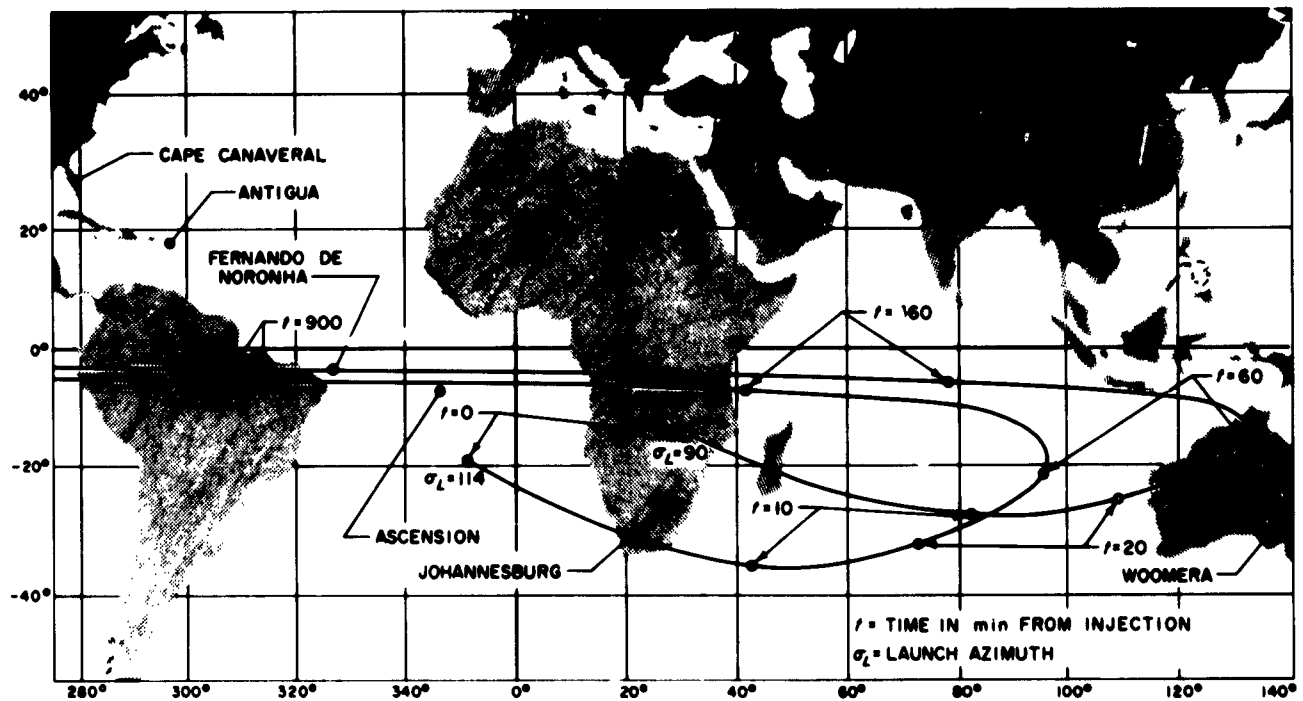 40°
20°
0°
-20°
-40°
CAPE CANAVERAL
ANTIGUA
FERNANDO DE
NORONHA
t = 900
t = 160
t = 60
t = 0
σL = 90
σL = 114
t = 10
ASCENSION
t = 20
JOHANNESBURG
WOOMERA
t = TIME IN min FROM INJECTION
σL = LAUNCH AZIMUTH
280° 300° 320° 340° 0° 20° 40° 60° 80° 100° 120° 140°